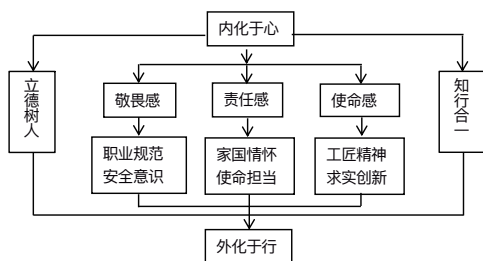 内化于心
立德树人
敬畏感
责任感
使命感
知行合一
职业规范
安全意识
家国情怀
使命担当
工匠精神
求实创新
外化于行